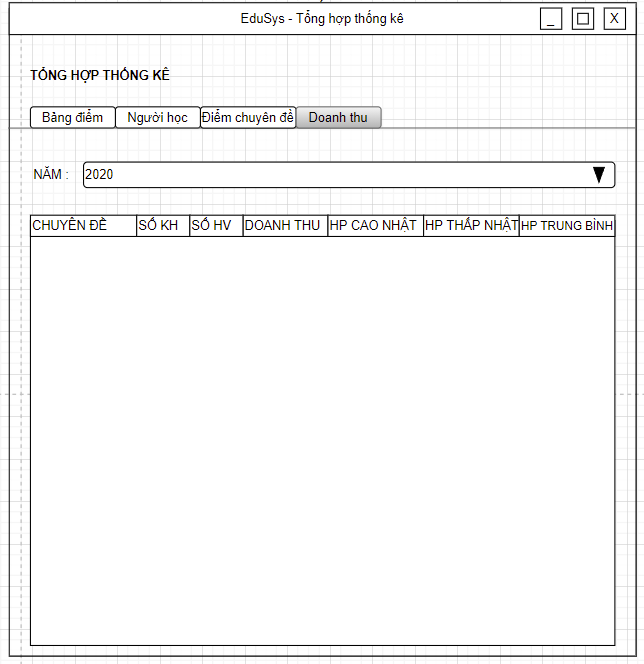 EduSys - Tổng hợp thống kê
_ X
TỔNG HỢP THỐNG KÊ
Bảng điểm Người học Điểm chuyên đề Doanh thu
NĂM : 2020
CHUYÊN ĐỀ SỐ KH SỐ HV DOANH THU HP CAO NHẬT HP THẤP NHẬT HP TRUNG BÌNH